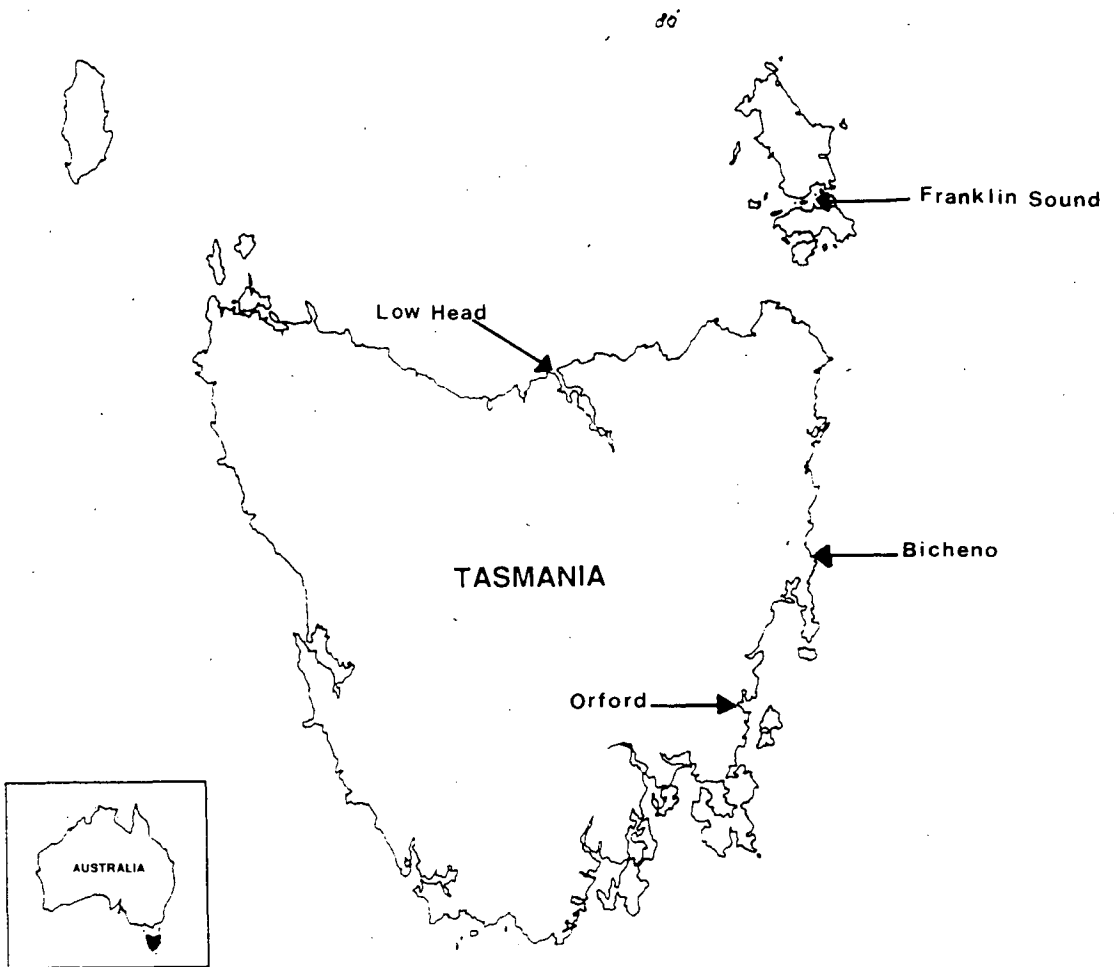 Franklin Sound
Low Head
Bicheno
TASMANIA
Orford
AUSTRALIA